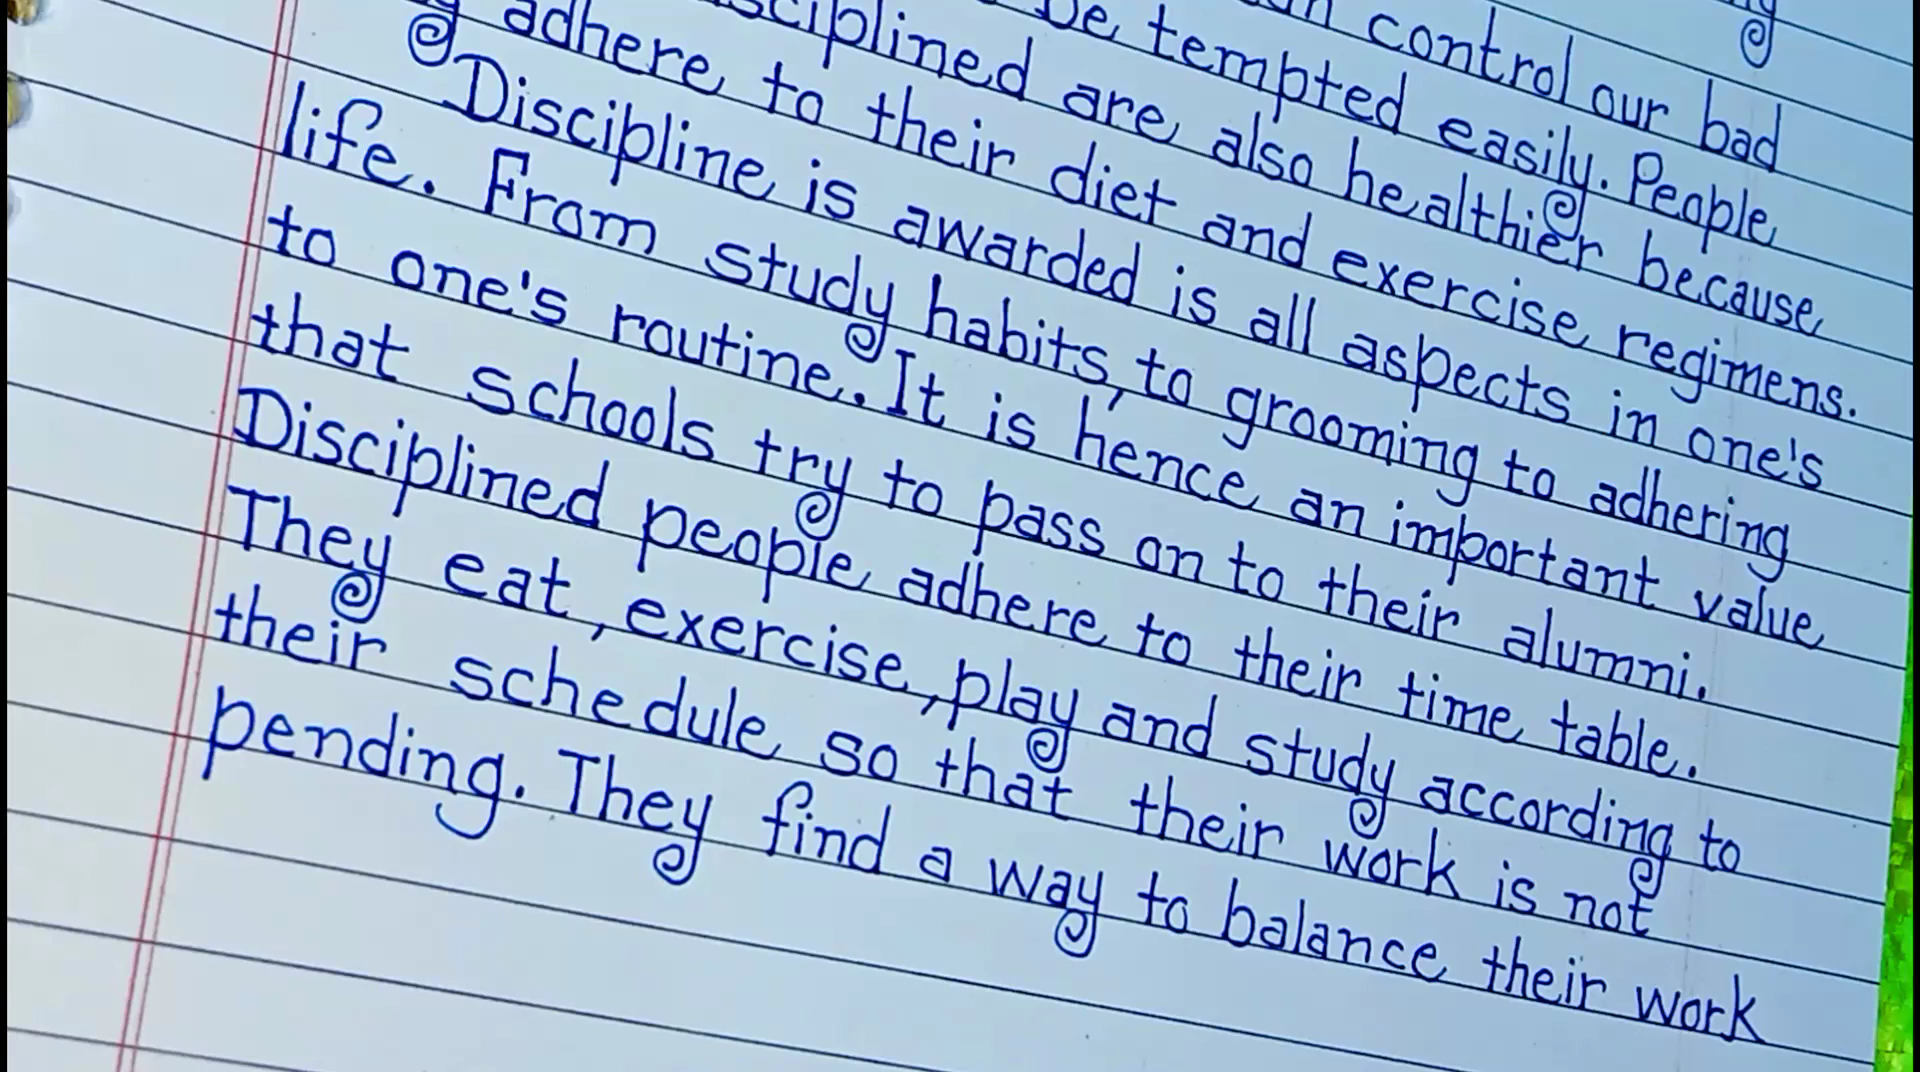 control our bad
be tempted easily. People
disciplined are also healthier because
adhere to their diet and exercise regimens.
Discipline is awarded is all aspects in one's
life. From study habits, to grooming to adhering
to one's routine. It is hence an important value
that schools try to pass on to their alumni.
Disciplined people adhere to their time table.
They eat, exercise, play and study according to
their schedule so that their work is not
pending. They find a way to balance their work